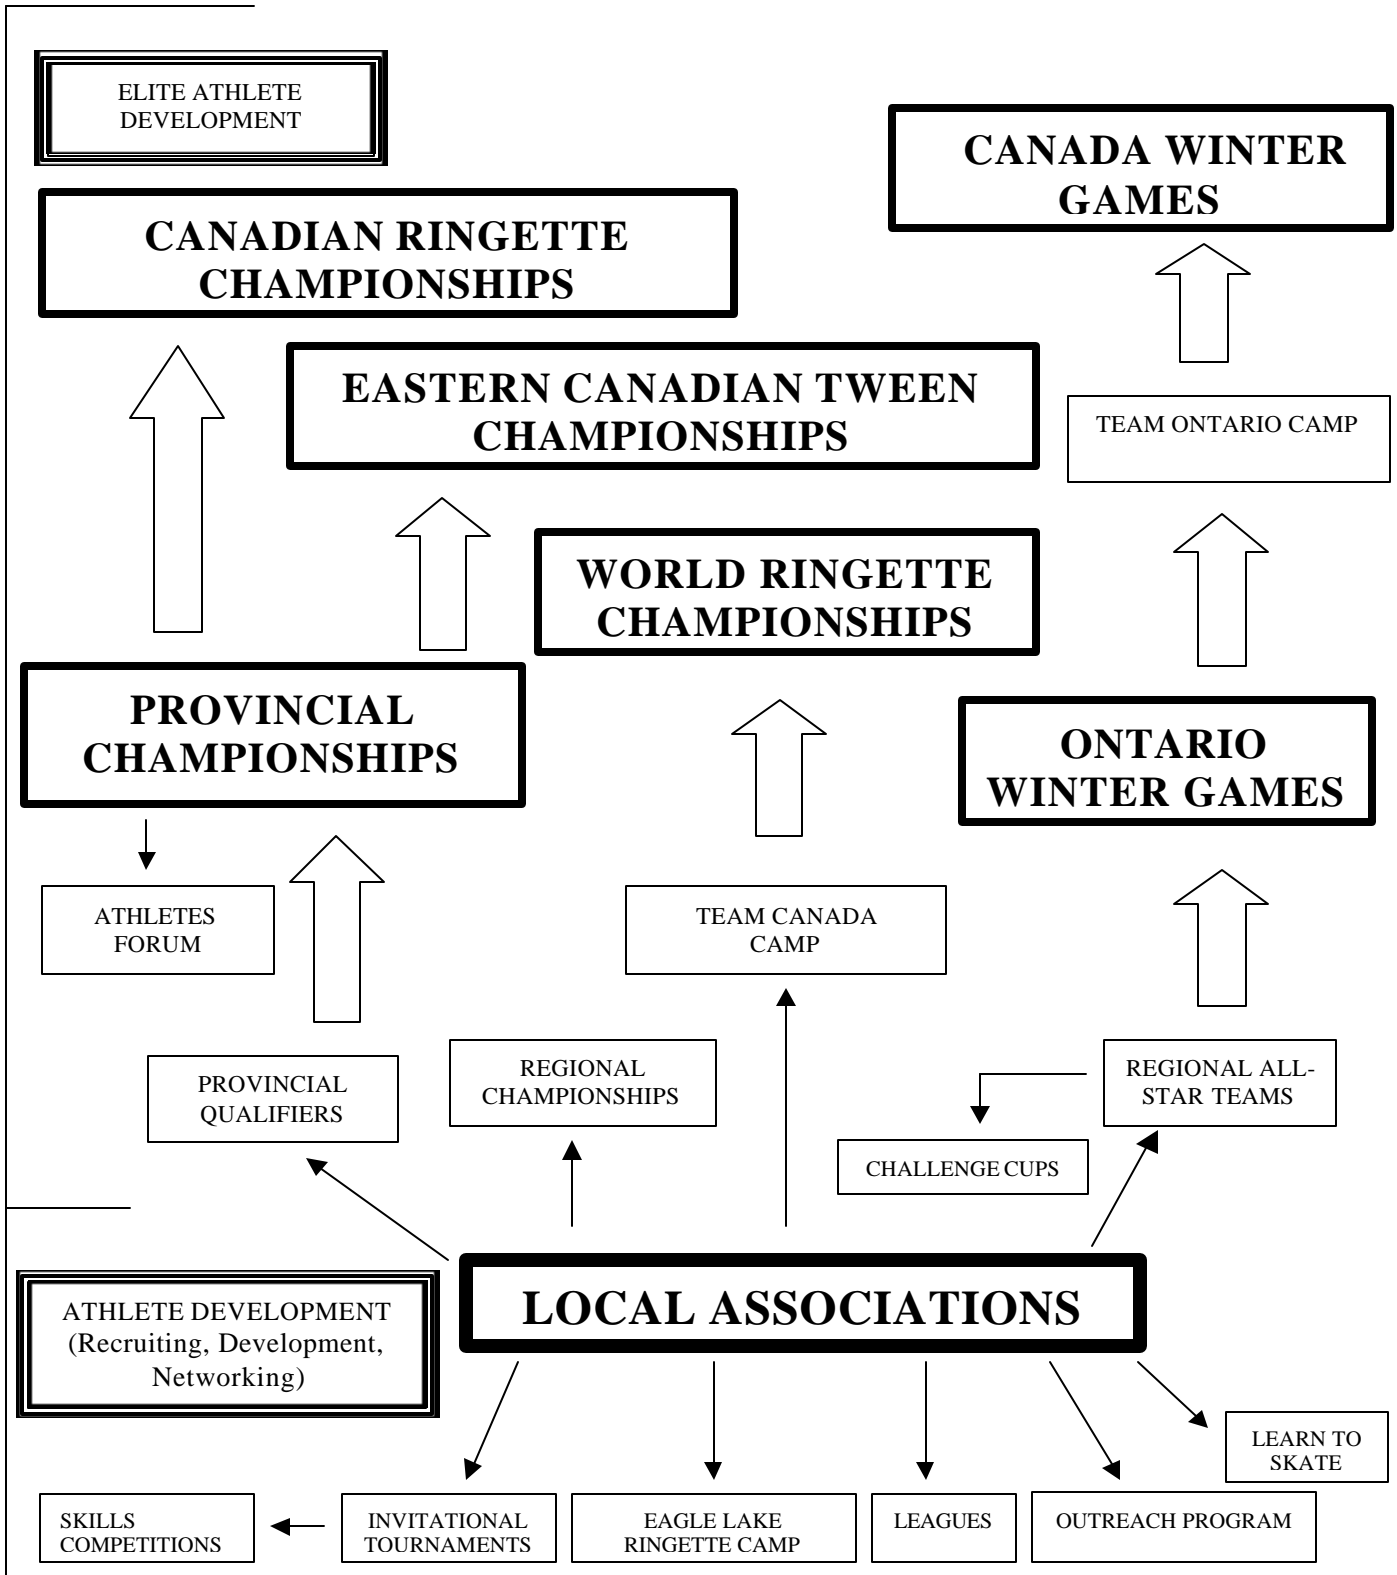 ELITE ATHLETE
DEVELOPMENT
CANADA WINTER
GAMES
CANADIAN RINGETTE
CHAMPIONSHIPS
EASTERN CANADIAN TWEEN
CHAMPIONSHIPS
TEAM ONTARIO CAMP
WORLD RINGETTE
CHAMPIONSHIPS
PROVINCIAL
CHAMPIONSHIPS
ONTARIO
WINTER GAMES
ATHLETES
FORUM
TEAM CANADA
CAMP
PROVINCIAL
QUALIFIERS
REGIONAL
CHAMPIONSHIPS
REGIONAL ALL-
STAR TEAMS
CHALLENGE CUPS
LOCAL ASSOCIATIONS
ATHLETE DEVELOPMENT
(Recruiting, Development,
Networking)
LEARN TO
SKATE
SKILLS
COMPETITIONS
INVITATIONAL
TOURNAMENTS
EAGLE LAKE
RINGETTE CAMP
LEAGUES
OUTREACH PROGRAM